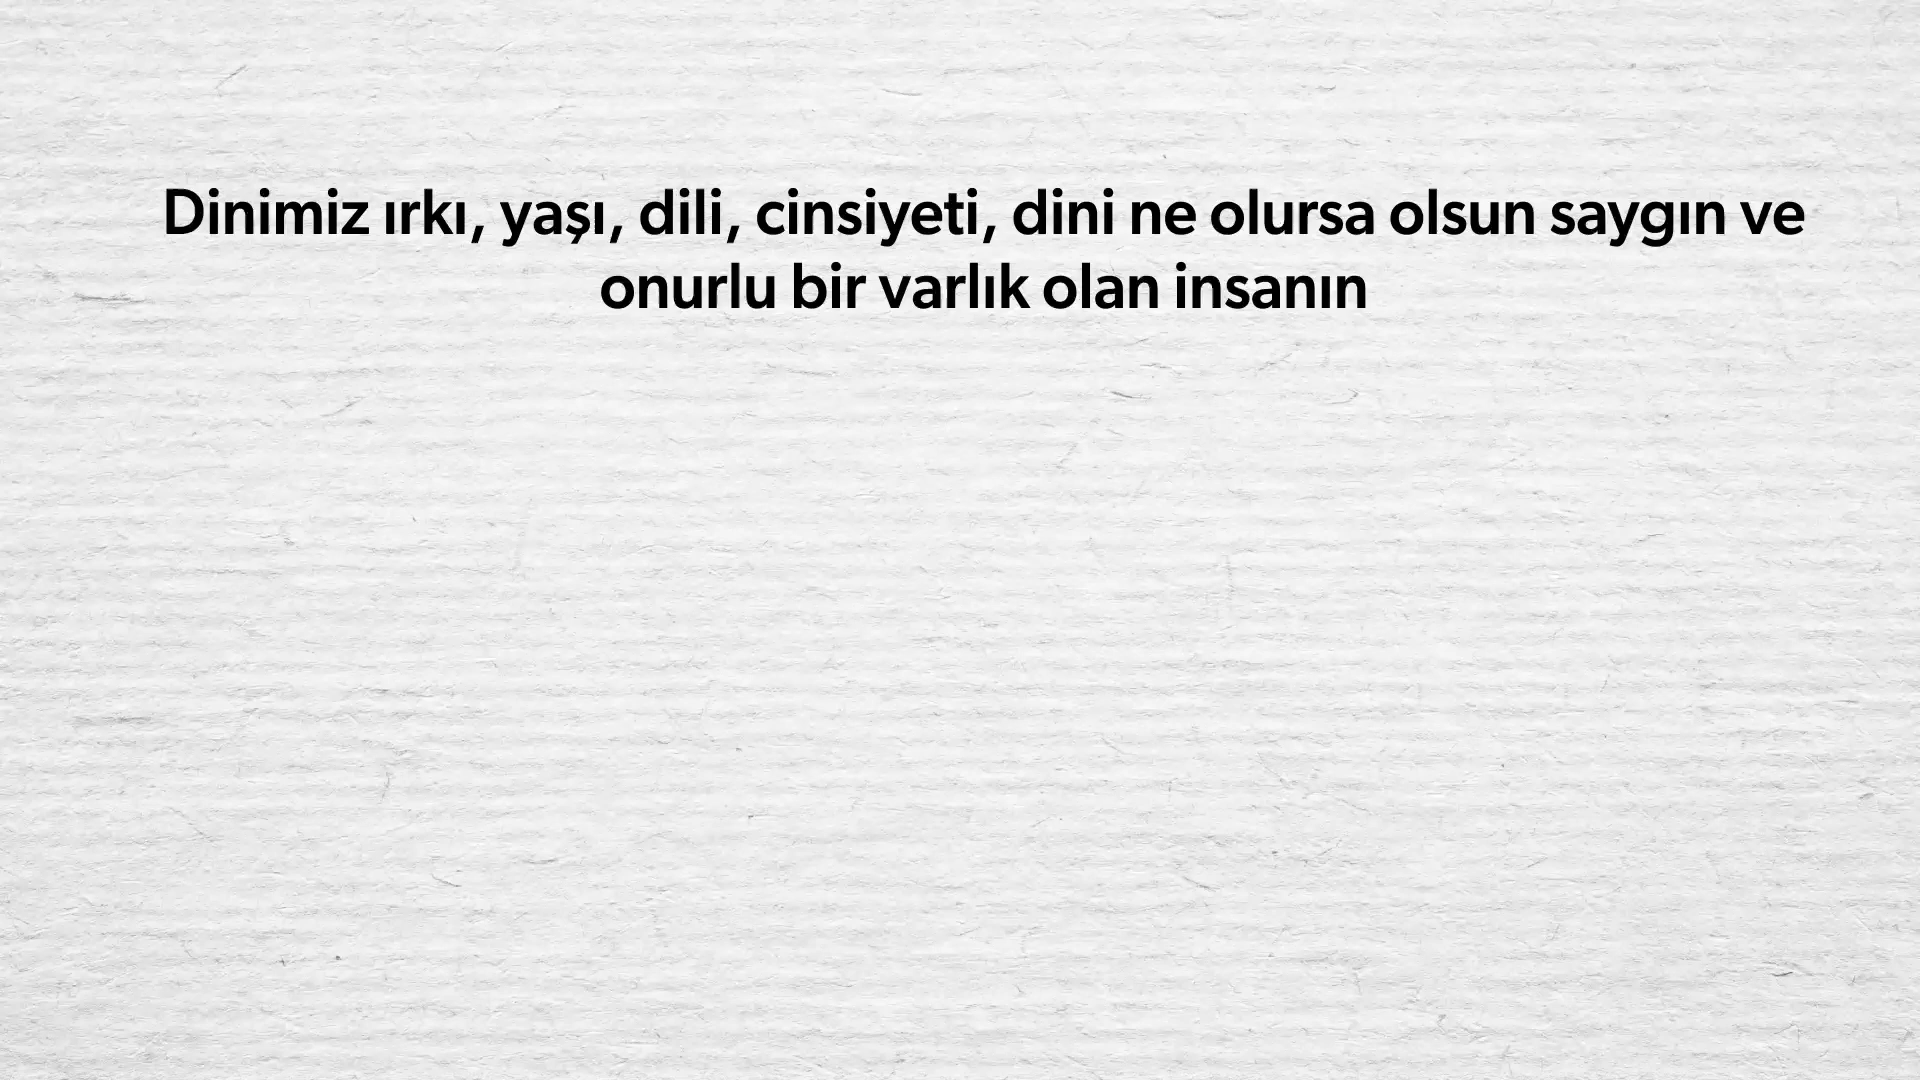 Dinimiz ırkı, yaşı, dili, cinsiyeti, dini ne olursa olsun saygın ve
onurlu bir varlık olan insanın